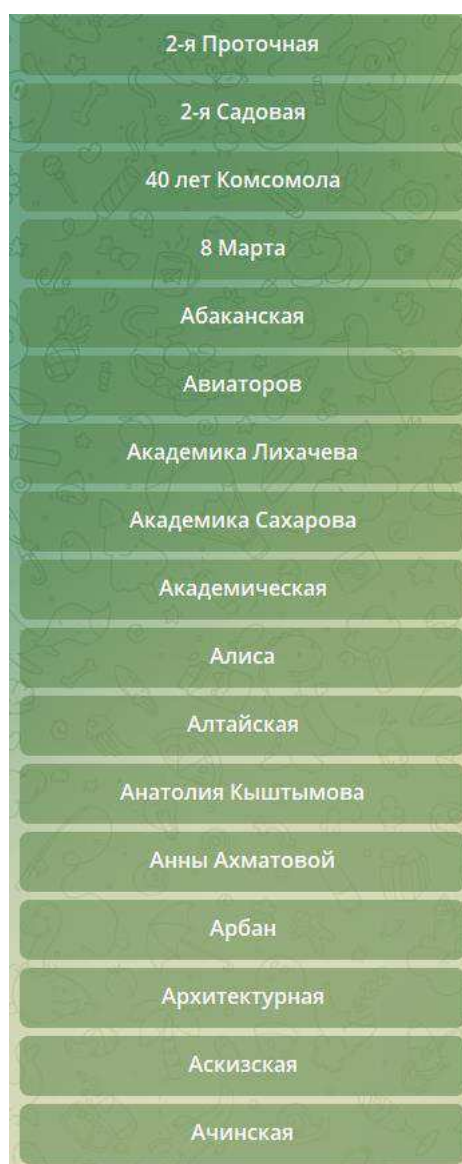 2-я Проточная
2-я Садовая
40 лет Комсомола
8 Марта
Абаканская
Авиаторов
Академика Лихачева
Академика Сахарова
Академическая
Алиса
Алтайская
Анатолия Кыштымова
Анны Ахматовой
Арбан
Архитектурная
Аскизская
Ачинская